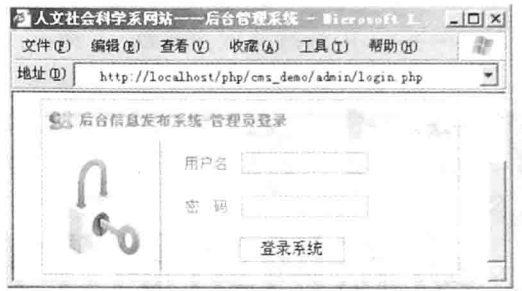 人文社会科学系网站——后台管理系统 - Microsoft I...
文件(F) 编辑(E) 查看(V) 收藏(A) 工具(T) 帮助(H)
地址(D) http://localhost/php/cms_demo/admin/login.php
后台信息发布系统 管理员登录
用户名
密 码
登录系统